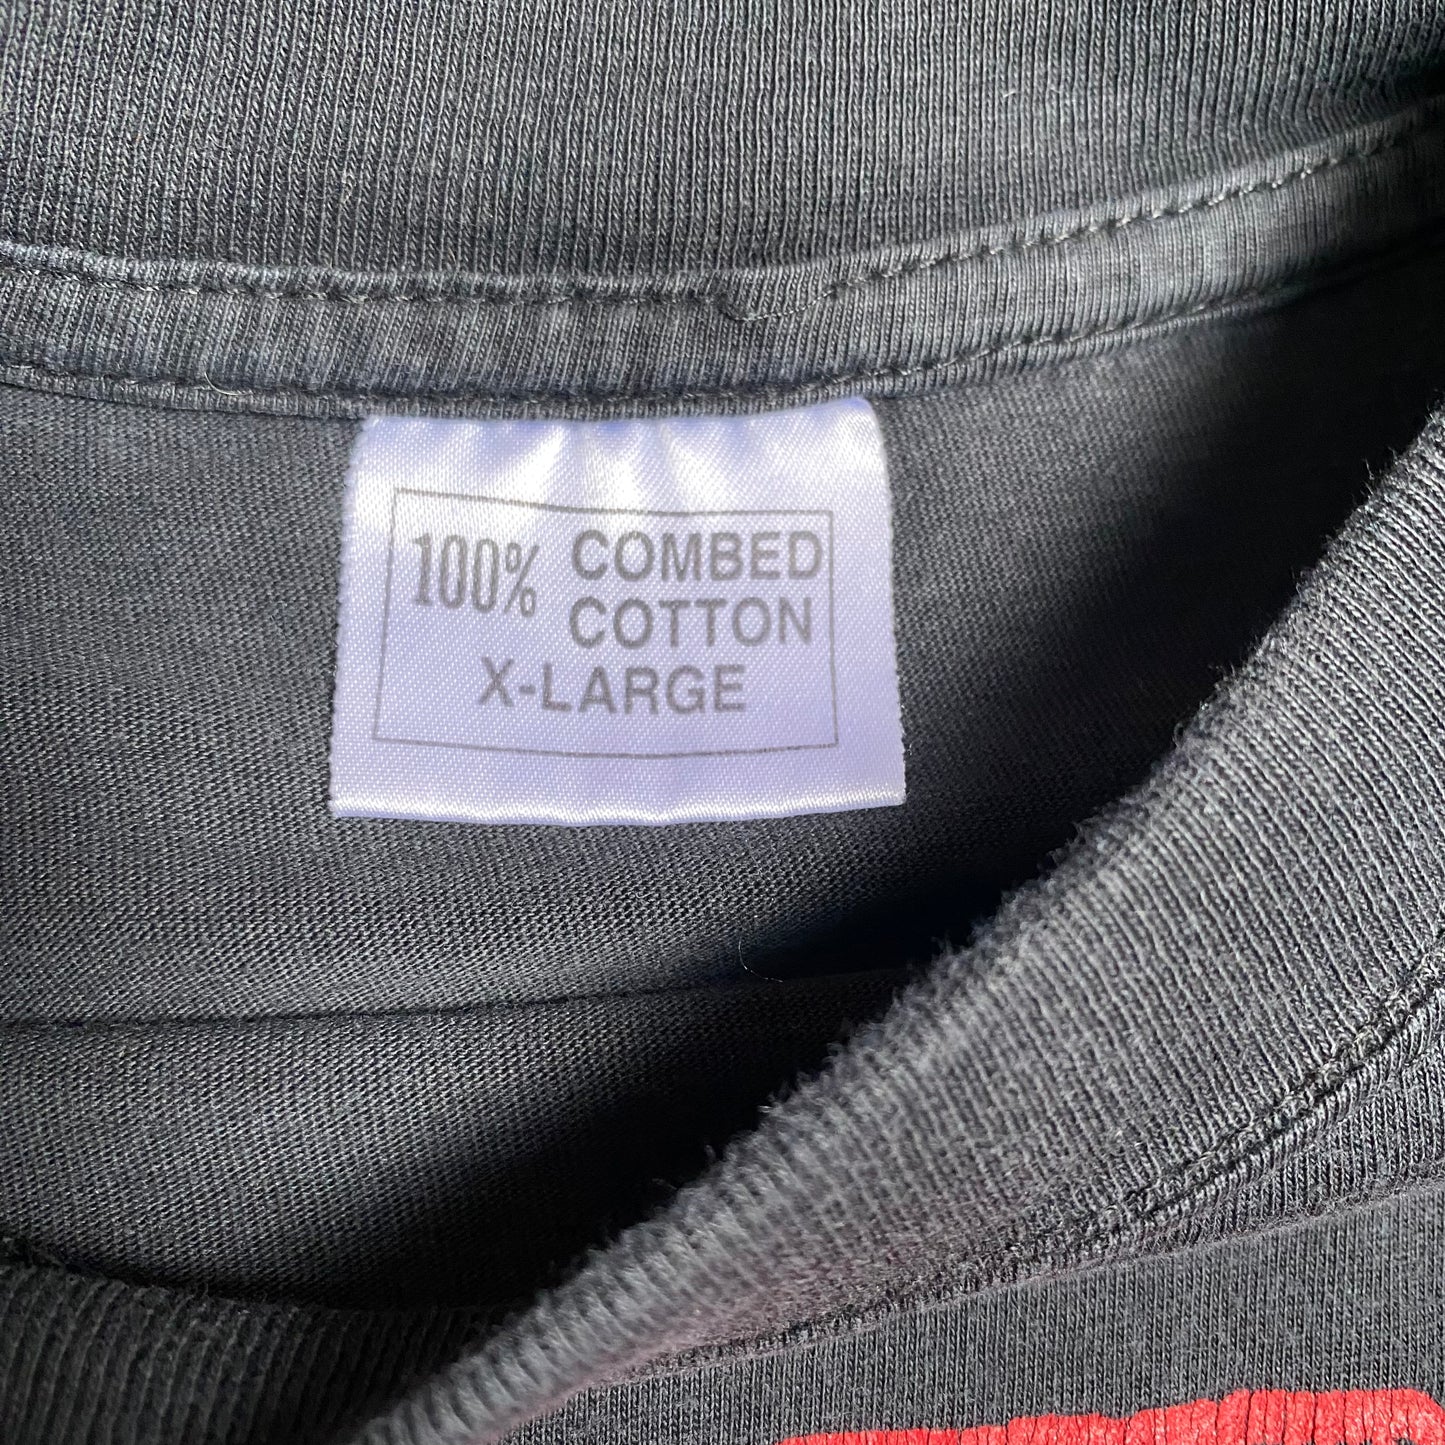 100% COMBED
COTTON
X-LARGE